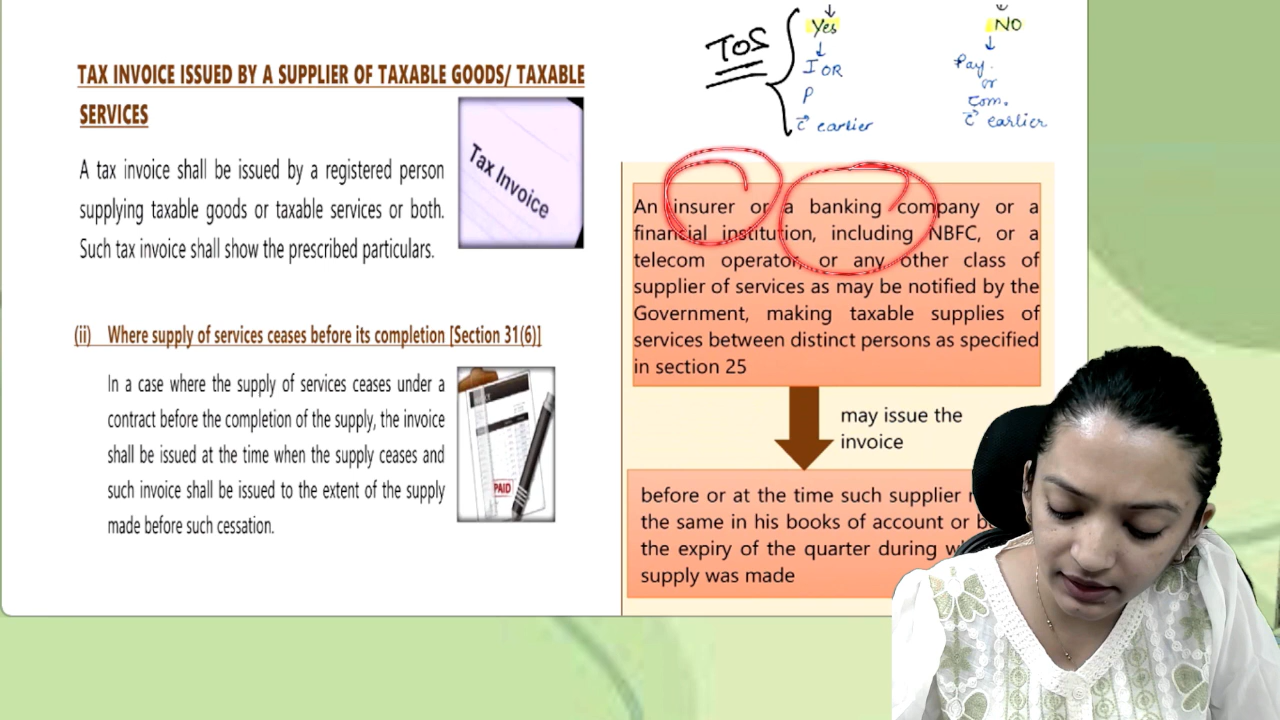 TAX INVOICE ISSUED BY A SUPPLIER OF TAXABLE GOODS/ TAXABLE
SERVICES
A tax invoice shall be issued by a registered person
supplying taxable goods or taxable services or both.
Such tax invoice shall show the prescribed particulars.
Tax Invoice
(ii) Where supply of services ceases before its completion [Section 31(6)]
In a case where the supply of services ceases under a
contract before the completion of the supply, the invoice
shall be issued at the time when the supply ceases and
such invoice shall be issued to the extent of the supply
made before such cessation.
PAID
TOS
Yes
I OR
P
c̄ earlier
NO
Pay.
or
Com.
c̄ earlier
An insurer or a banking company or a
financial institution, including NBFC, or a
telecom operator, or any other class of
supplier of services as may be notified by the
Government, making taxable supplies of
services between distinct persons as specified
in section 25
may issue the
invoice
before or at the time such supplier
the same in his books of account or
the expiry of the quarter during
supply was made